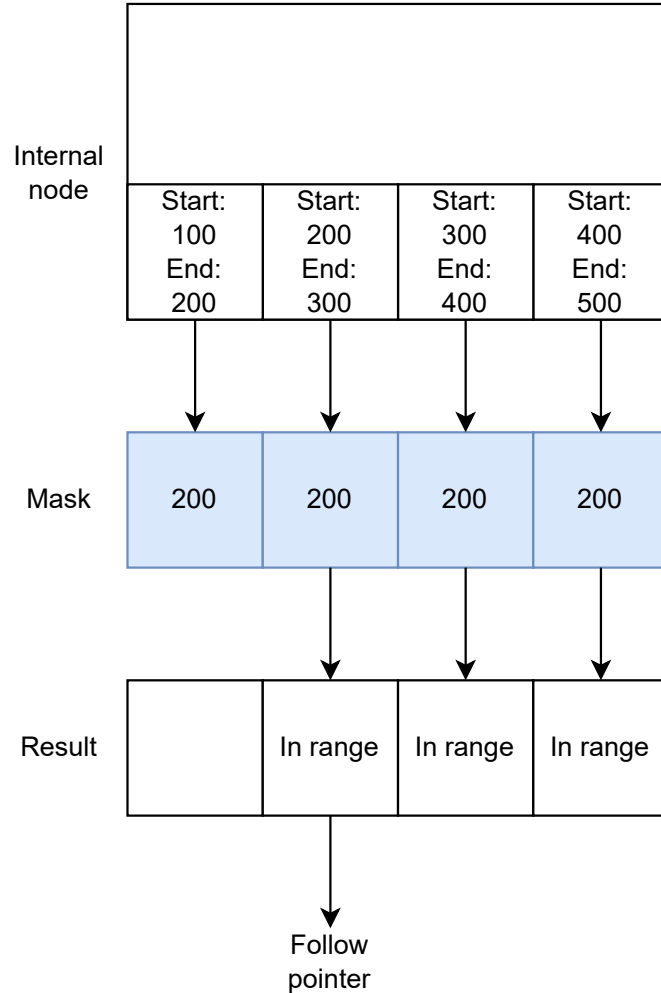 Internal
node
Start:
100
End:
200
Start:
200
End:
300
Start:
300
End:
400
Start:
400
End:
500
Mask
200
200
200
200
Result
In range
In range
In range
Follow
pointer